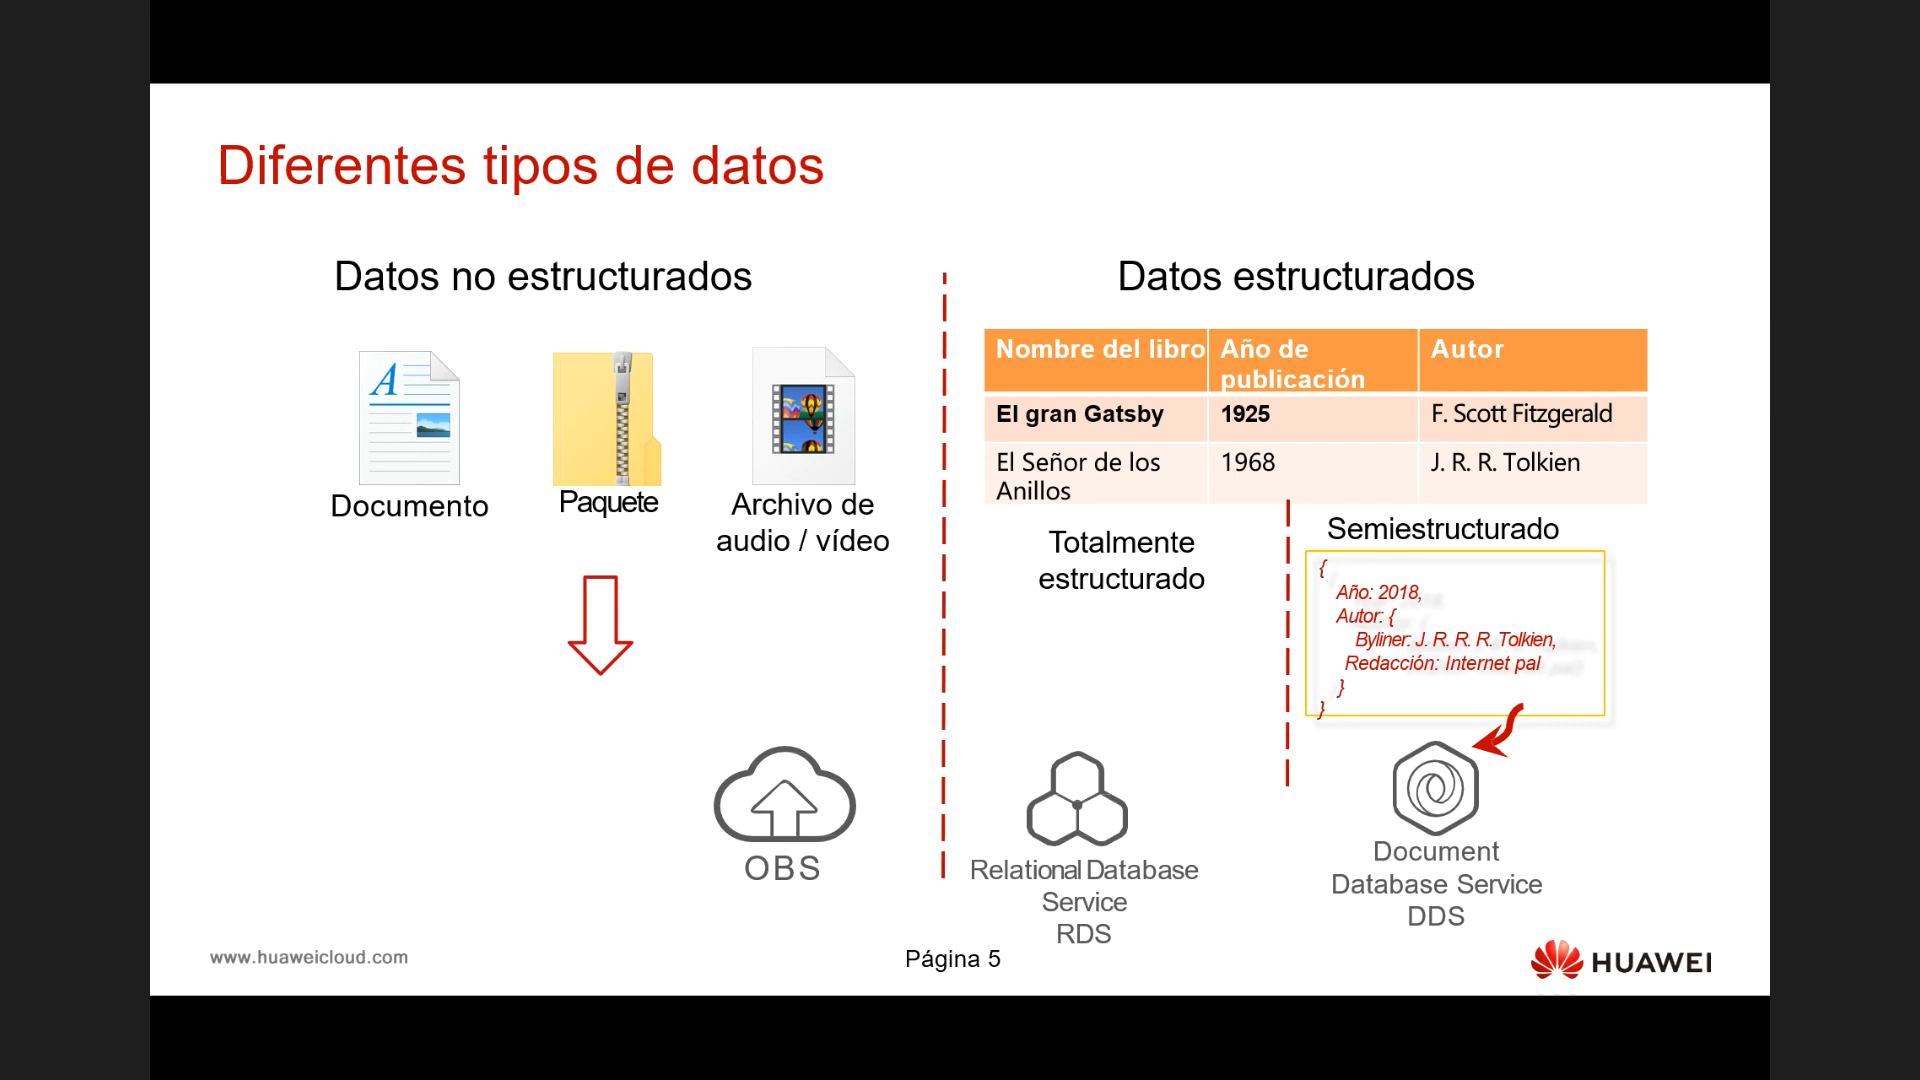 Diferentes tipos de datos
Datos no estructurados
Documento
Paquete
Archivo de
audio / vídeo
OBS
Datos estructurados
Nombre del libro Año de publicación Autor
El gran Gatsby 1925 F. Scott Fitzgerald
El Señor de los Anillos 1968 J. R. R. Tolkien
Totalmente
estructurado
Semiestructurado
{
Año: 2018,
Autor: {
Byliner: J. R. R. R. Tolkien,
Redacción: Internet pal
}
}
Relational Database
Service
RDS
Document
Database Service
DDS
www.huaweicloud.com
Página 5
HUAWEI